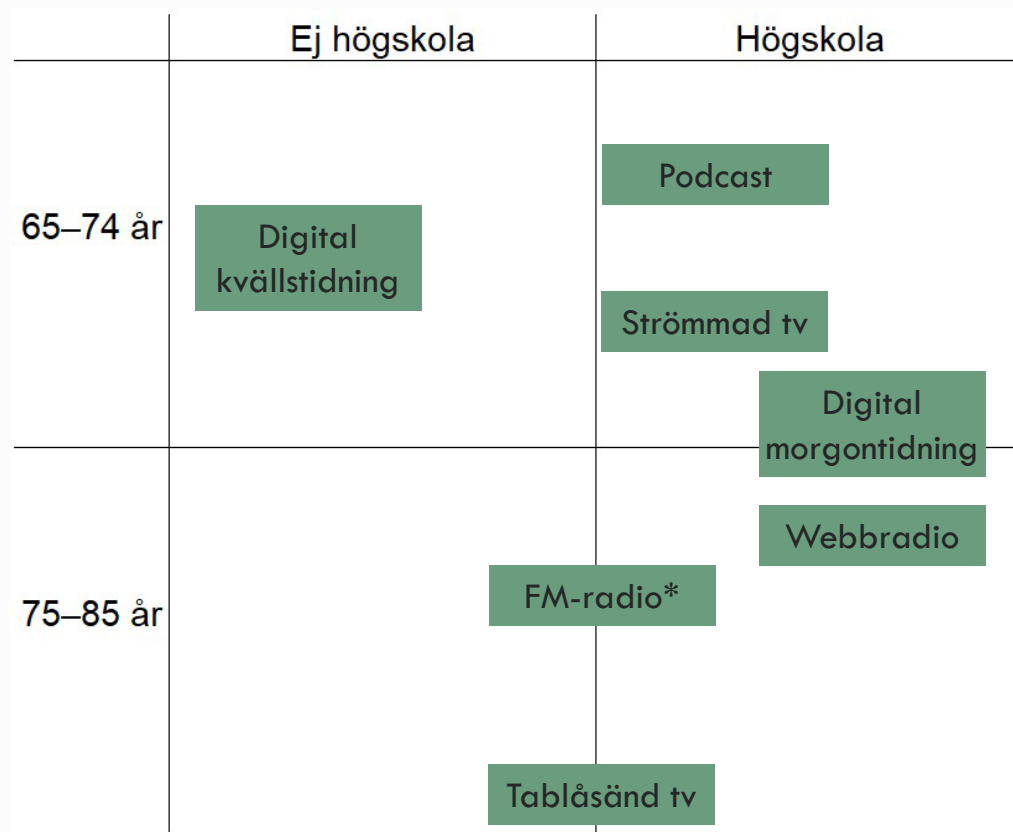 Ej högskola
Högskola
65–74 år
Podcast
Digital
kvällstidning
Strömmad tv
Digital
morgontidning
75–85 år
Webbradio
FM-radio*
Tablåsänd tv